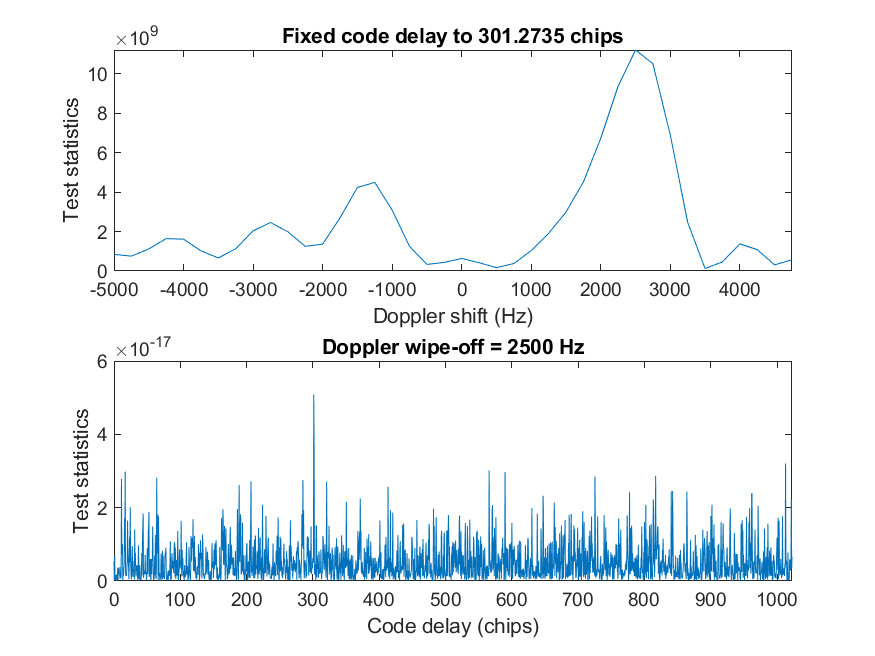 ×10⁹
Fixed code delay to 301.2735 chips
10
8
6
4
2
0
Test statistics
-5000 -4000 -3000 -2000 -1000 0 1000 2000 3000 4000
Doppler shift (Hz)
×10⁻¹⁷
Doppler wipe-off = 2500 Hz
6
4
2
0
Test statistics
0 100 200 300 400 500 600 700 800 900 1000
Code delay (chips)